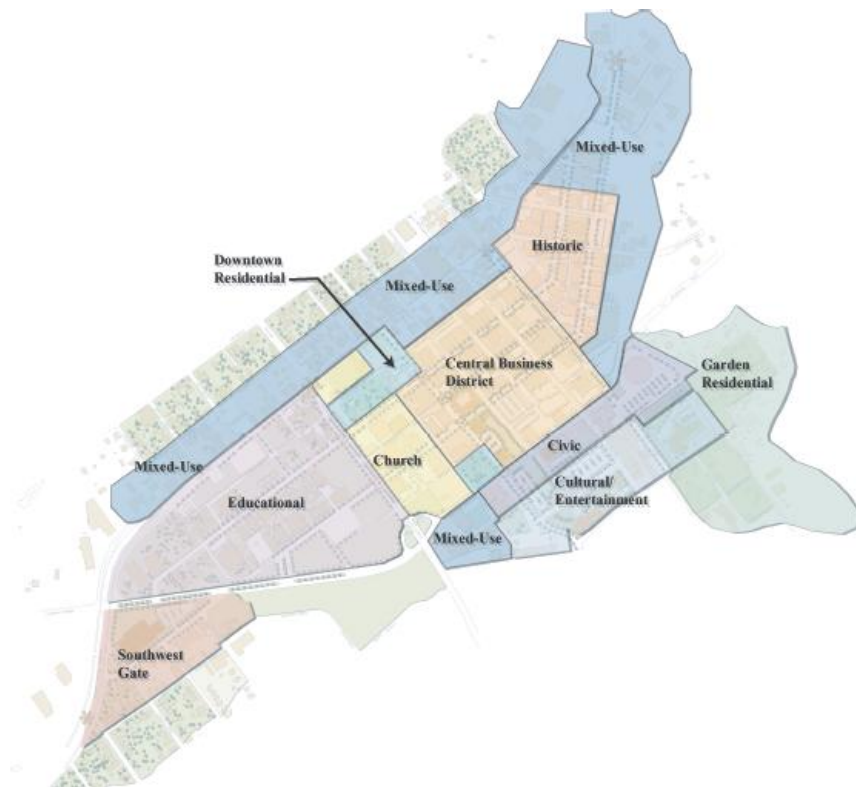 Mixed-Use
Historic
Downtown
Residential
Mixed-Use
Central Business
District
Garden
Residential
Mixed-Use
Church
Civic
Educational
Cultural/
Entertainment
Mixed-Use
Southwest
Gate